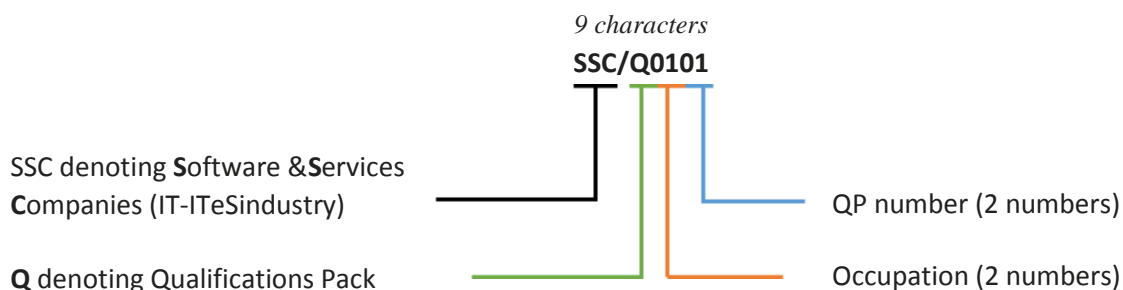 9 characters
SSC/Q0101
SSC denoting Software &Services
Companies (IT-ITeSindustry)
QP number (2 numbers)
Q denoting Qualifications Pack
Occupation (2 numbers)